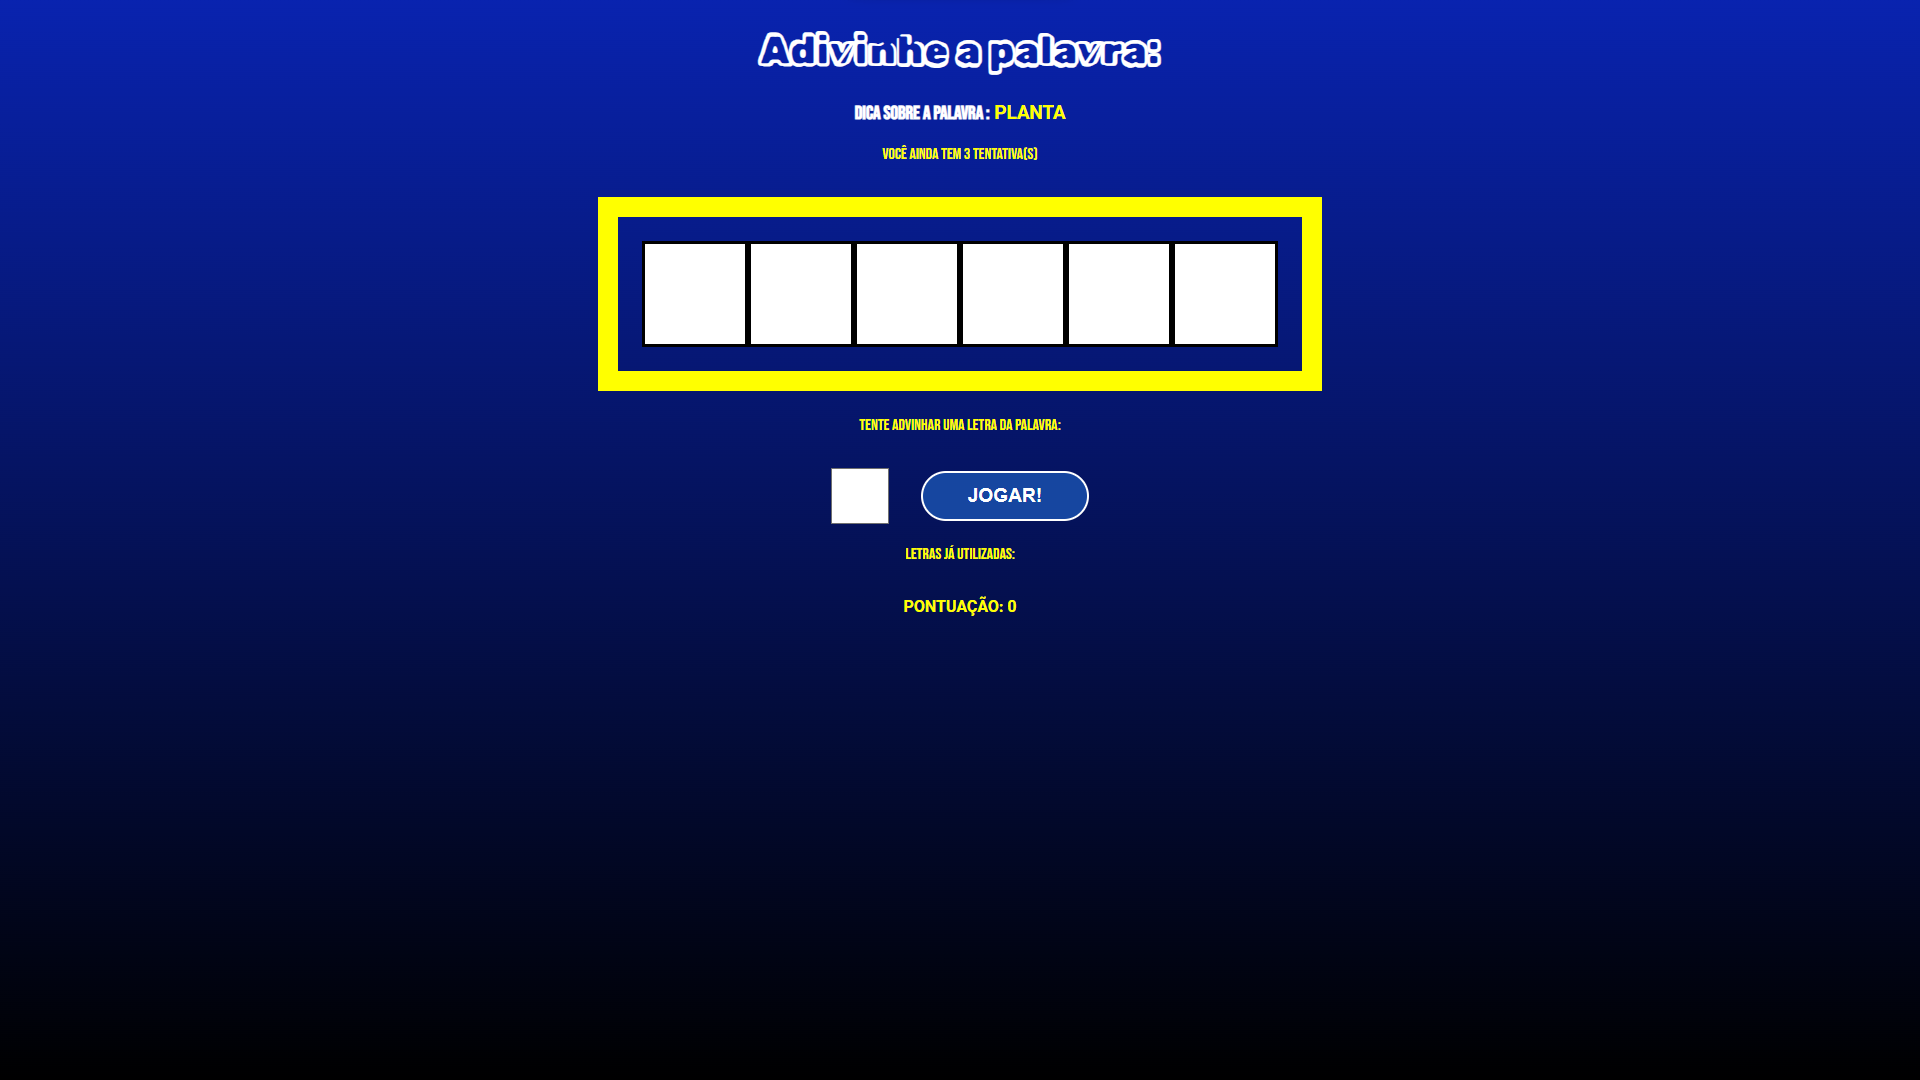 Adivinhe a palavra:
DICA SOBRE A PALAVRA : PLANTA
VOCÊ AINDA TEM 3 TENTATIVA(S)
TENTE ADVINHAR UMA LETRA DA PALAVRA:
JOGAR!
LETRAS JÁ UTILIZADAS:
PONTUAÇÃO: 0